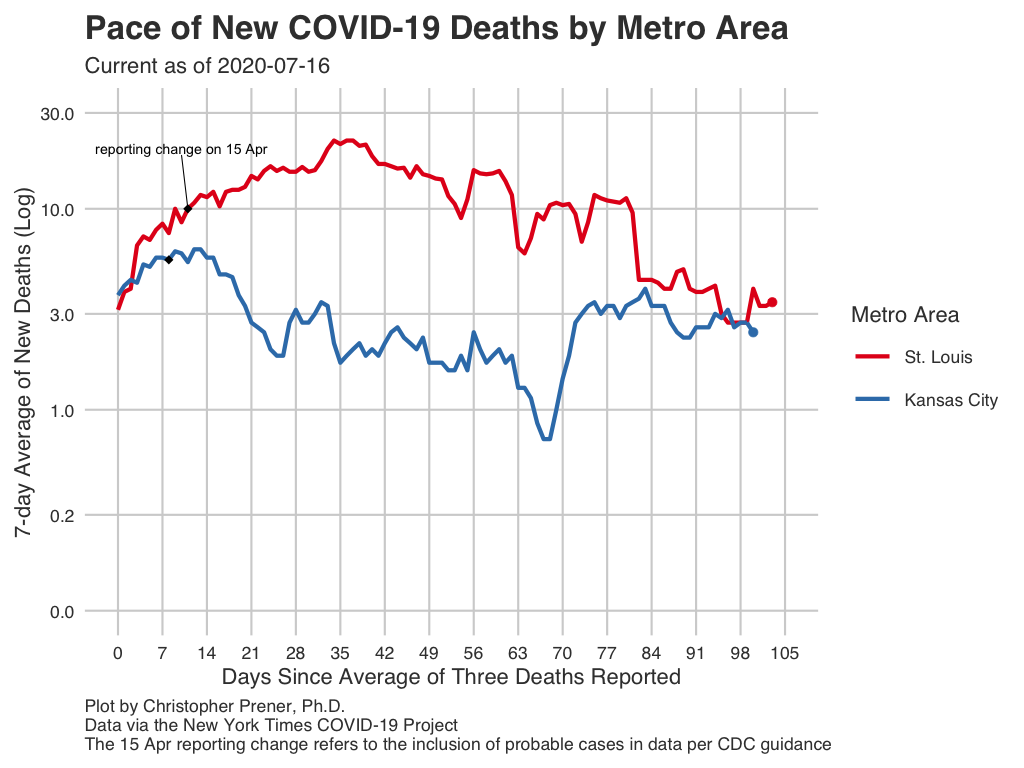 Pace of New COVID-19 Deaths by Metro Area
Current as of 2020-07-16
30.0
reporting change on 15 Apr
10.0
3.0
1.0
0.2
0.0
7-day Average of New Deaths (Log)
0 7 14 21 28 35 42 49 56 63 70 77 84 91 98 105
Days Since Average of Three Deaths Reported
Metro Area
St. Louis
Kansas City
Plot by Christopher Prener, Ph.D.
Data via the New York Times COVID-19 Project
The 15 Apr reporting change refers to the inclusion of probable cases in data per CDC guidance